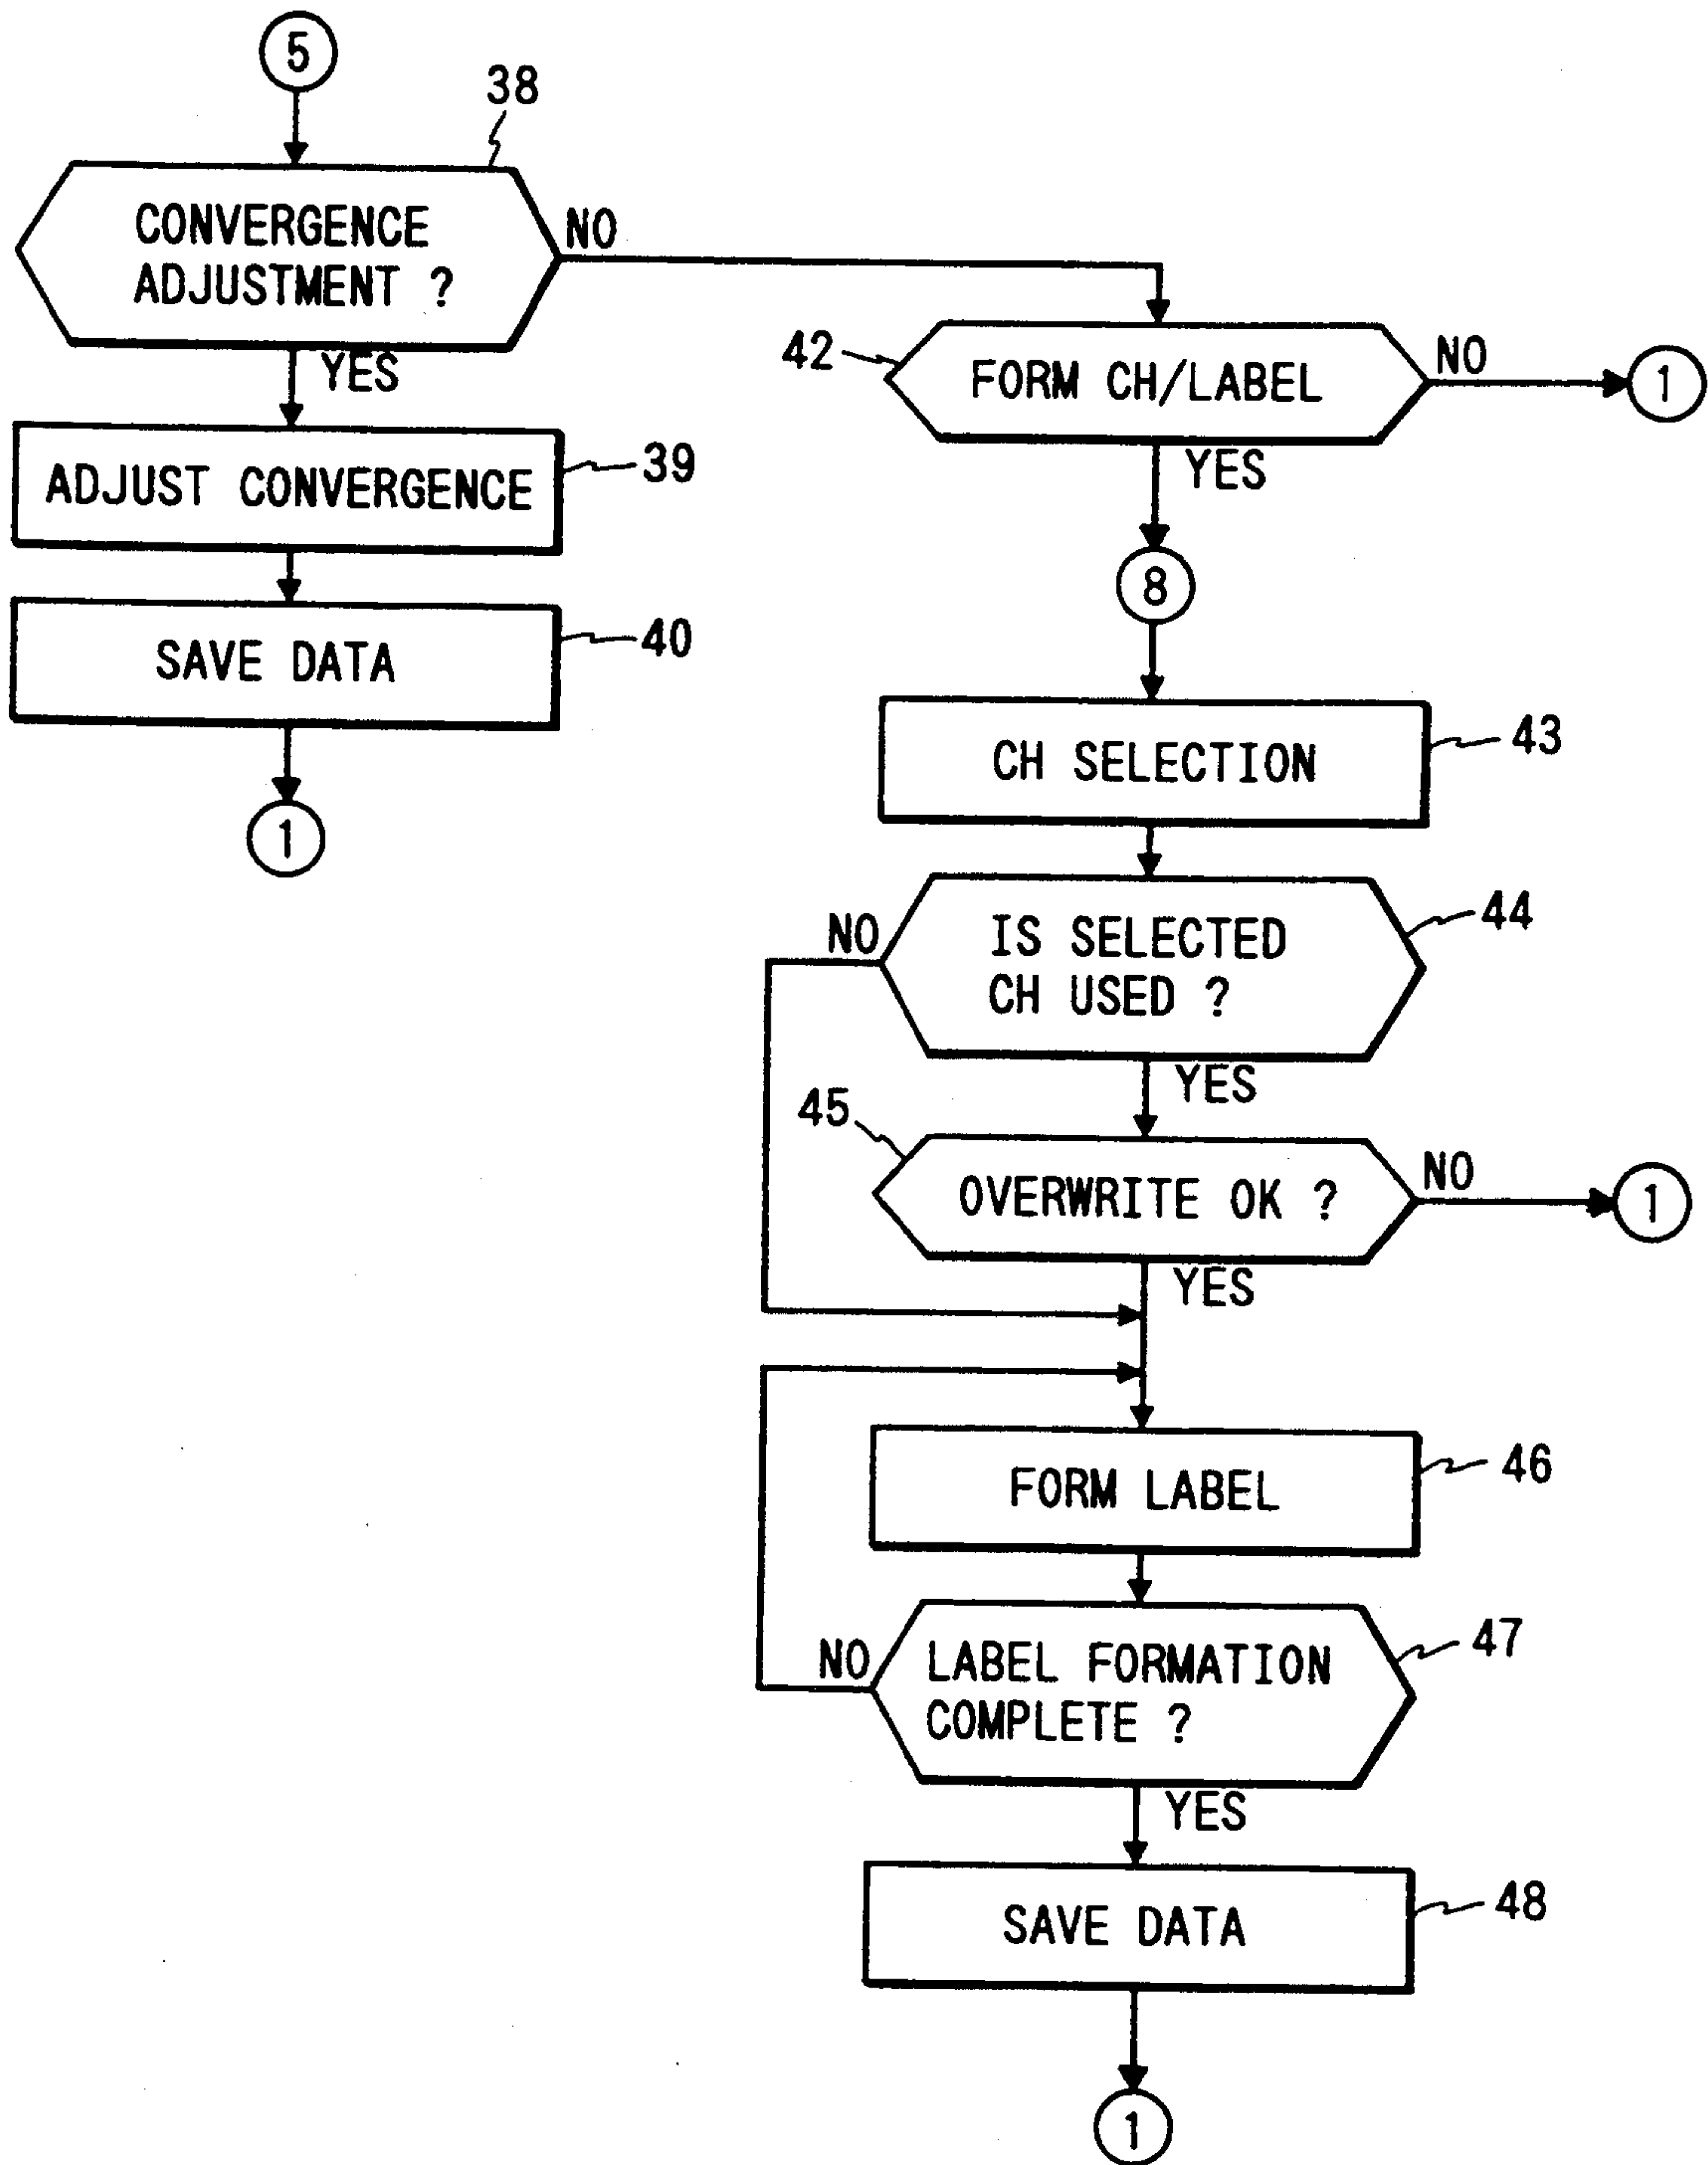 5
38
CONVERGENCE
ADJUSTMENT ?
NO
YES
ADJUST CONVERGENCE
39
SAVE DATA
40
1
42
FORM CH/LABEL
NO
1
YES
8
CH SELECTION
43
44
NO
IS SELECTED
CH USED ?
YES
45
OVERWRITE OK ?
NO
1
YES
FORM LABEL
46
47
NO
LABEL FORMATION
COMPLETE ?
YES
SAVE DATA
48
1